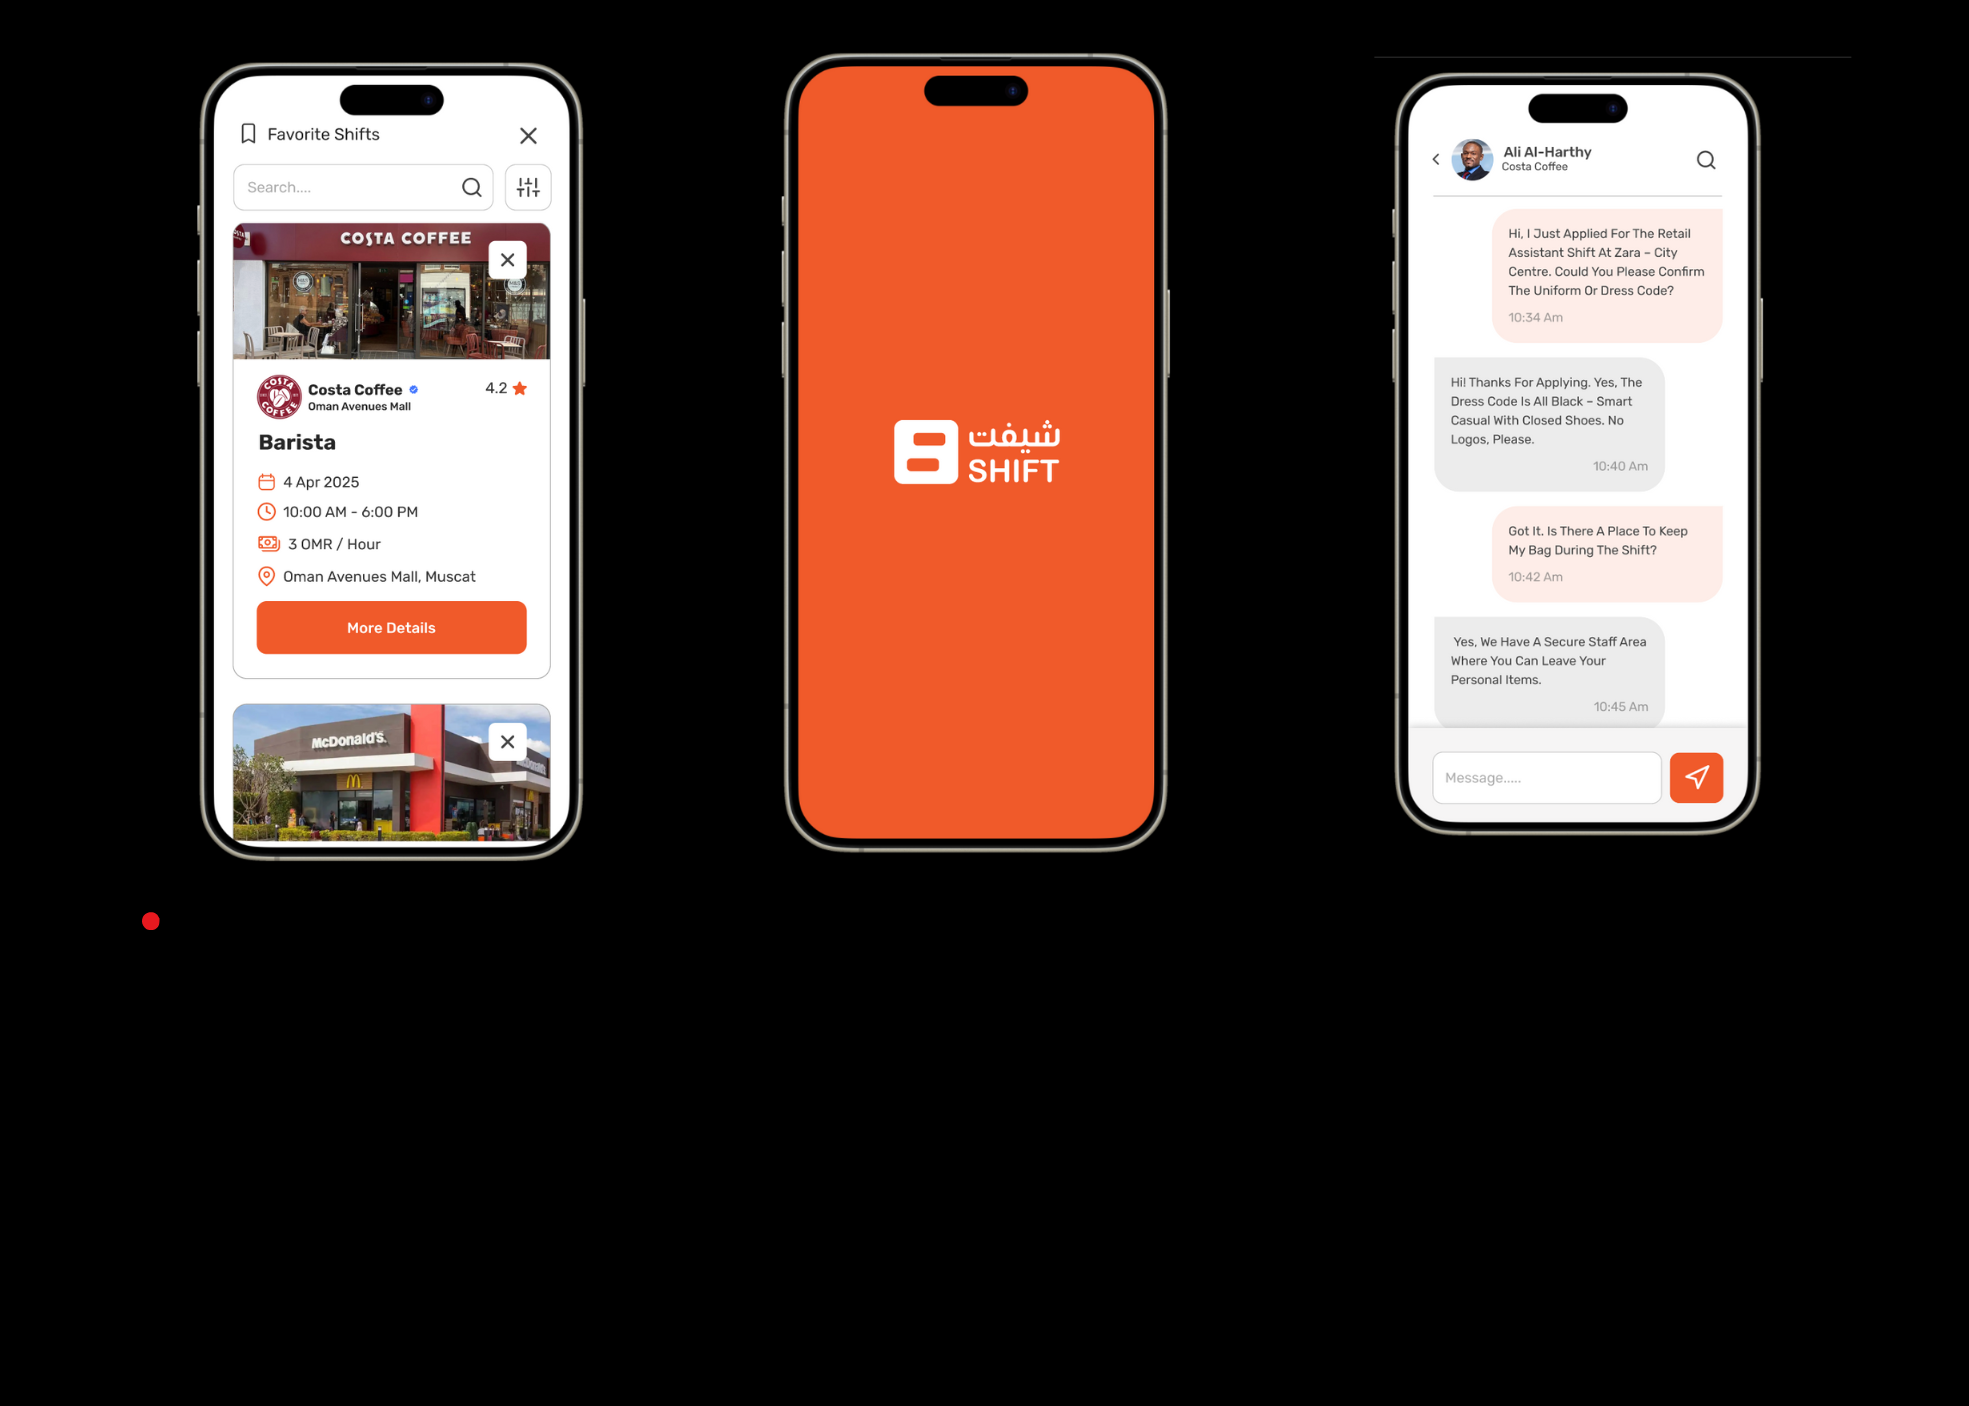 Favorite Shifts
Search....
COSTA COFFEE
COSTA
COFFEE
Costa Coffee
Oman Avenues Mall
4.2
Barista
4 Apr 2025
10:00 AM - 6:00 PM
3 OMR / Hour
Oman Avenues Mall, Muscat
More Details
McDonald's
شيفت
SHIFT
Ali Al-Harthy
Costa Coffee
Hi, I Just Applied For The Retail
Assistant Shift At Zara – City
Centre. Could You Please Confirm
The Uniform Or Dress Code?
10:34 Am
Hi! Thanks For Applying. Yes, The
Dress Code Is All Black – Smart
Casual With Closed Shoes. No
Logos, Please.
10:40 Am
Got It. Is There A Place To Keep
My Bag During The Shift?
10:42 Am
Yes, We Have A Secure Staff Area
Where You Can Leave Your
Personal Items.
10:45 Am
Message.....